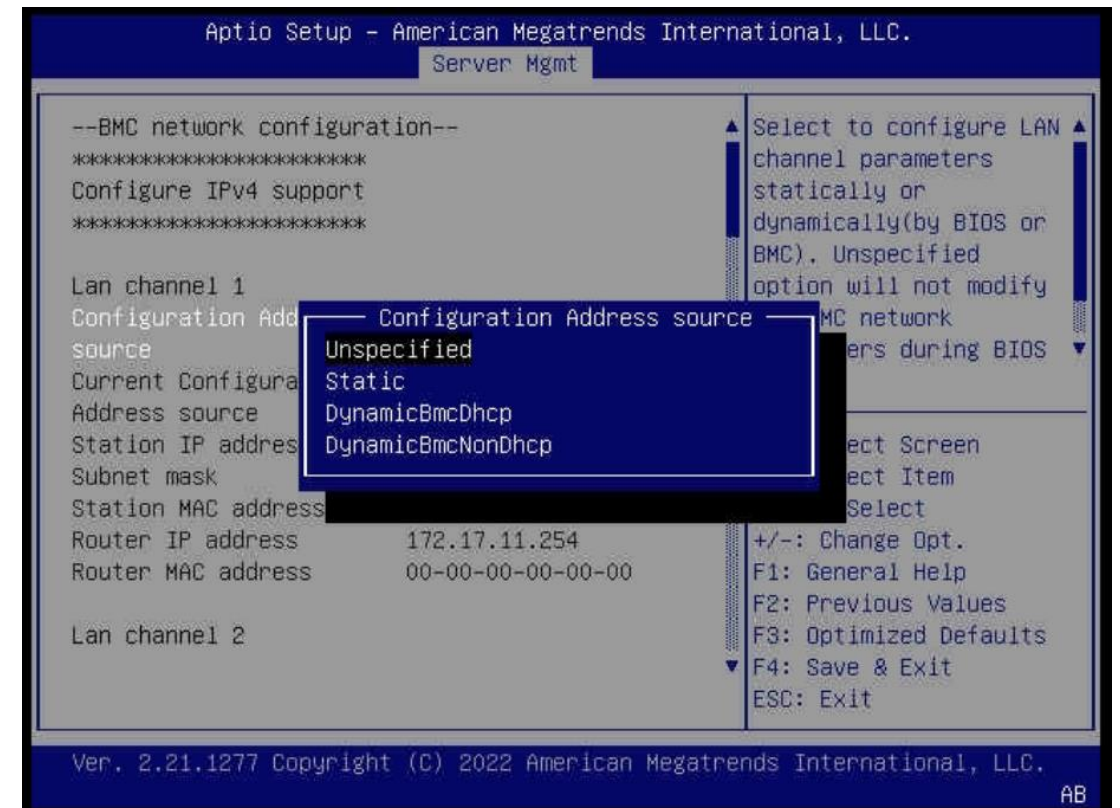 Aptio Setup – American Megatrends International, LLC.
Server Mgmt
--BMC network configuration--
**********************
Configure IPv4 support
**********************
Lan channel 1
Configuration Add
source
Current Configura
Address source
Station IP addres
Subnet mask
Station MAC address
Router IP address 172.17.11.254
Router MAC address 00-00-00-00-00-00
Lan channel 2
Configuration Address source
Unspecified
Static
DynamicBmcDhcp
DynamicBmcNonDhcp
Select to configure LAN
channel parameters
statically or
dynamically(by BIOS or
BMC). Unspecified
option will not modify
MC network
ers during BIOS
ect Screen
ect Item
Select
+/-: Change Opt.
F1: General Help
F2: Previous Values
F3: Optimized Defaults
F4: Save & Exit
ESC: Exit
Ver. 2.21.1277 Copyright (C) 2022 American Megatrends International, LLC.
AB